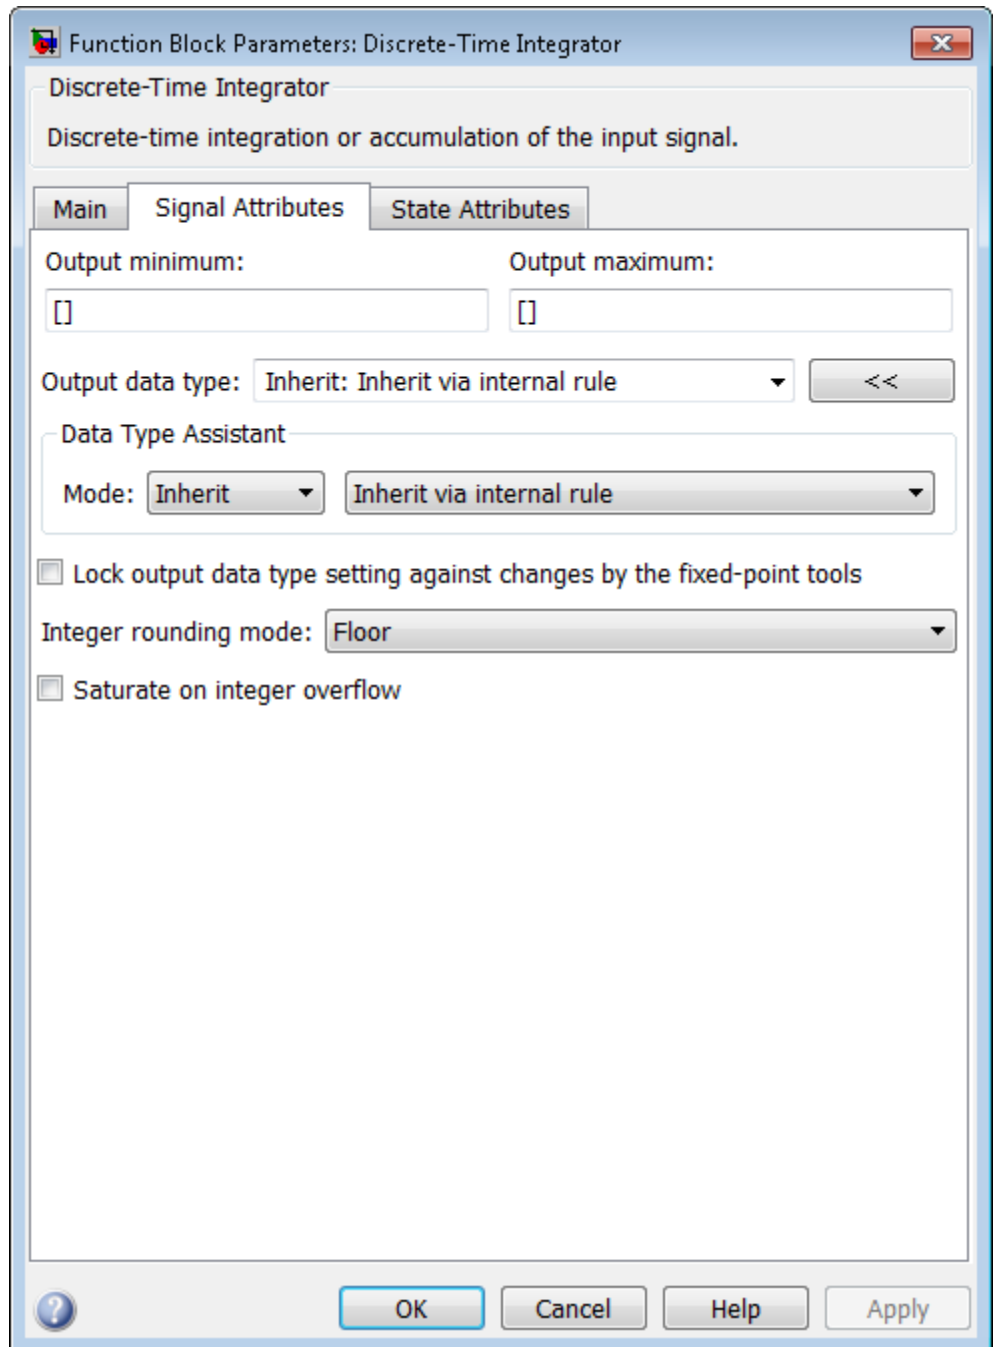 Function Block Parameters: Discrete-Time Integrator
Discrete-Time Integrator
Discrete-time integration or accumulation of the input signal.
Main Signal Attributes State Attributes
Output minimum: Output maximum:
[] []
Output data type: Inherit: Inherit via internal rule <<
Data Type Assistant
Mode: Inherit Inherit via internal rule
Lock output data type setting against changes by the fixed-point tools
Integer rounding mode: Floor
Saturate on integer overflow
? OK Cancel Help Apply